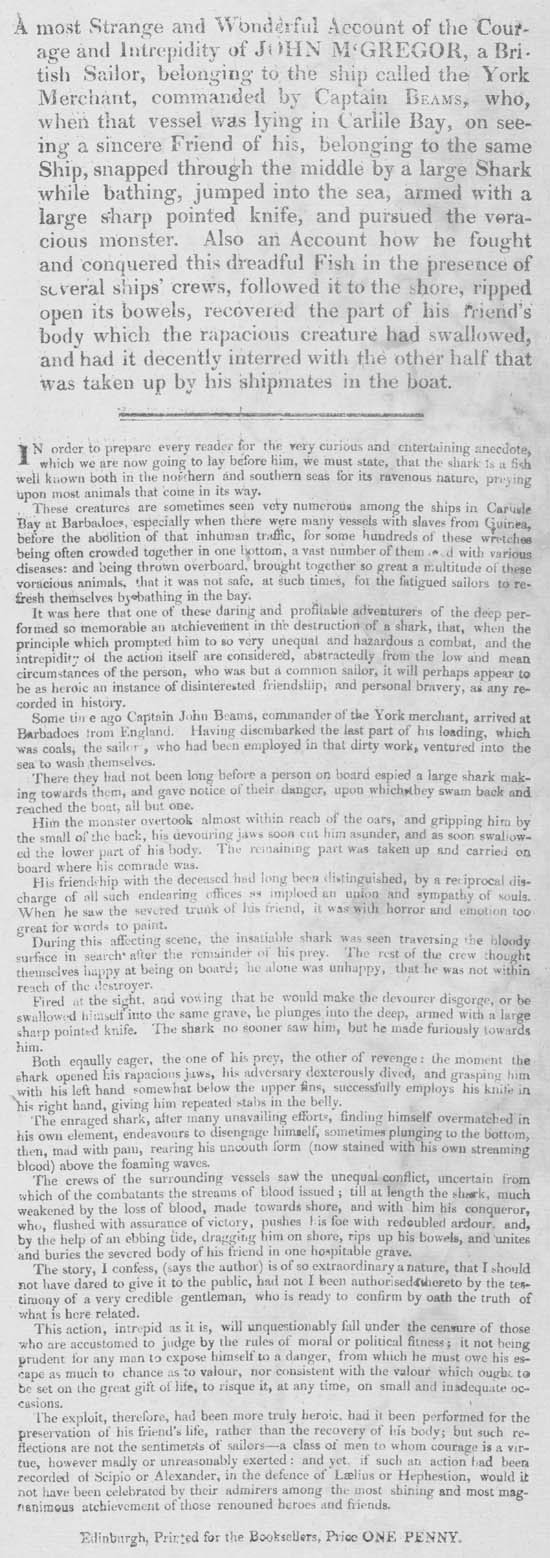 A most Strange and Wonderful Account of the Cour-
age and Intrepidity of JOHN M'GREGOR, a Bri-
tish Sailor, belonging to the ship called the York
Merchant, commanded by Captain BEAMS, who,
when that vessel was lying in Carlile Bay, on see-
ing a sincere Friend of his, belonging to the same
Ship, snapped through the middle by a large Shark
while bathing, jumped into the sea, armed with a
large sharp pointed knife, and pursued the vora-
cious monster. Also an Account how he fought
and conquered this dreadful Fish in the presence of
several ships' crews, followed it to the shore, ripped
open its bowels, recovered the part of his friend's
body which the rapacious creature had swallowed,
and had it decently interred with the other half that
was taken up by his shipmates in the boat.
IN order to prepare every reader for the very curious and entertaining anecdote,
which we are now going to lay before him, we must state, that the shark is a fish
well known both in the northern and southern seas for its ravenous nature, preying
upon most animals that come in its way.
These creatures are sometimes seen very numerous among the ships in Carlisle
Bay at Barbadoes, especially when there were many vessels with slaves from Guinea,
before the abolition of that inhuman traffic, for some hundreds of these wretches
being often crowded together in one bottom, a vast number of them with various
diseases: and being thrown overboard, brought together so great a multitude of these
voracious animals, that it was not safe, at such times, for the fatigued sailors to re-
fresh themselves by bathing in the bay.
It was here that one of these daring and profitable adventurers of the deep per-
formed so memorable an atchievement in the destruction of a shark, that, when the
principle which prompted him to so very unequal and hazardous a combat, and the
intrepidity of the action itself are considered, abstractedly from the low and mean
circumstances of the person, who was but a common sailor, it will perhaps appear to
be as heroic an instance of disinterested friendship, and personal bravery, as any re-
corded in history.
Some time ago Captain John Beams, commander of the York merchant, arrived at
Barbadoes from England. Having disembarked the last part of his loading, which
was coals, the sailors, who had been employed in that dirty work, ventured into the
sea to wash themselves.
There they had not been long before a person on board espied a large shark mak-
ing towards them, and gave notice of their danger, upon which they swam back and
reached the boat, all but one.
Him the monster overtook almost within reach of the oars, and gripping him by
the small of the back, his devouring jaws soon cut him asunder, and as soon swallow-
ed the lower part of his body. The remaining part was taken up and carried on
board where his comrade was.
His friendship with the deceased had long been distinguished, by a reciprocal dis-
charge of all such endearing offices as imploed an union and sympathy of souls.
When he saw the severed trunk of his friend, it was with horror and emotion too
great for words to paint.
During this affecting scene, the insatiable shark was seen traversing the bloody
surface in search after the remainder of his prey. The rest of the crew thought
themselves happy at being on board; he alone was unhappy, that he was not within
reach of the destroyer.
Fired at the sight, and vowing that he would make the devourer disgorge, or be
swallowed himself into the same grave, he plunges into the deep, armed with a large
sharp pointed knife. The shark no sooner saw him, but he made furiously towards
him.
Both eqaully eager, the one of his prey, the other of revenge: the moment the
shark opened his rapacious jaws, his adversary dexterously dived, and grasping him
with his left hand somewhat below the upper fins, successfully employs his knife in
his right hand, giving him repeated stabs in the belly.
The enraged shark, after many unavailing efforts, finding himself overmatched in
his own element, endeavours to disengage himself, sometimes plunging to the bottom,
then, mad with pain, rearing his uncouth form (now stained with his own streaming
blood) above the foaming waves.
The crews of the surrounding vessels saw the unequal conflict, uncertain from
which of the combatants the streams of blood issued; till at length the shark, much
weakened by the loss of blood, made towards shore, and with him his conqueror,
who, flushed with assurance of victory, pushes his foe with redoubled ardour, and,
by the help of an ebbing tide, dragging him on shore, rips up his bowels, and unites
and buries the severed body of his friend in one hospitable grave.
The story, I confess, (says the author) is of so extraordinary a nature, that I should
not have dared to give it to the public, had not I been authorised thereto by the tes-
timony of a very credible gentleman, who is ready to confirm by oath the truth of
what is here related.
This action, intrepid as it is, will unquestionably fall under the censure of those
who are accustomed to judge by the rules of moral or political fitness; it not being
prudent for any man to expose himself to a danger, from which he must owe his es-
cape as much to chance as to valour, nor consistent with the valour which ought to
be set on the great gift of life, to risque it, at any time, on small and inadequate oc-
casions.
The exploit, therefore, had been more truly heroic, had it been performed for the
preservation of his friend's life, rather than the recovery of his body; but such re-
flections are not the sentiments of sailors—a class of men to whom courage is a vir-
tue, however madly or unreasonably exerted: and yet, if such an action had been
recorded of Scipio or Alexander, in the defence of Lælius or Hephestion, would it
not have been celebrated by their admirers among the most shining and most mag-
nanimous atchievement of those renouned heroes and friends.
Edinburgh, Printed for the Booksellers, Price ONE PENNY.